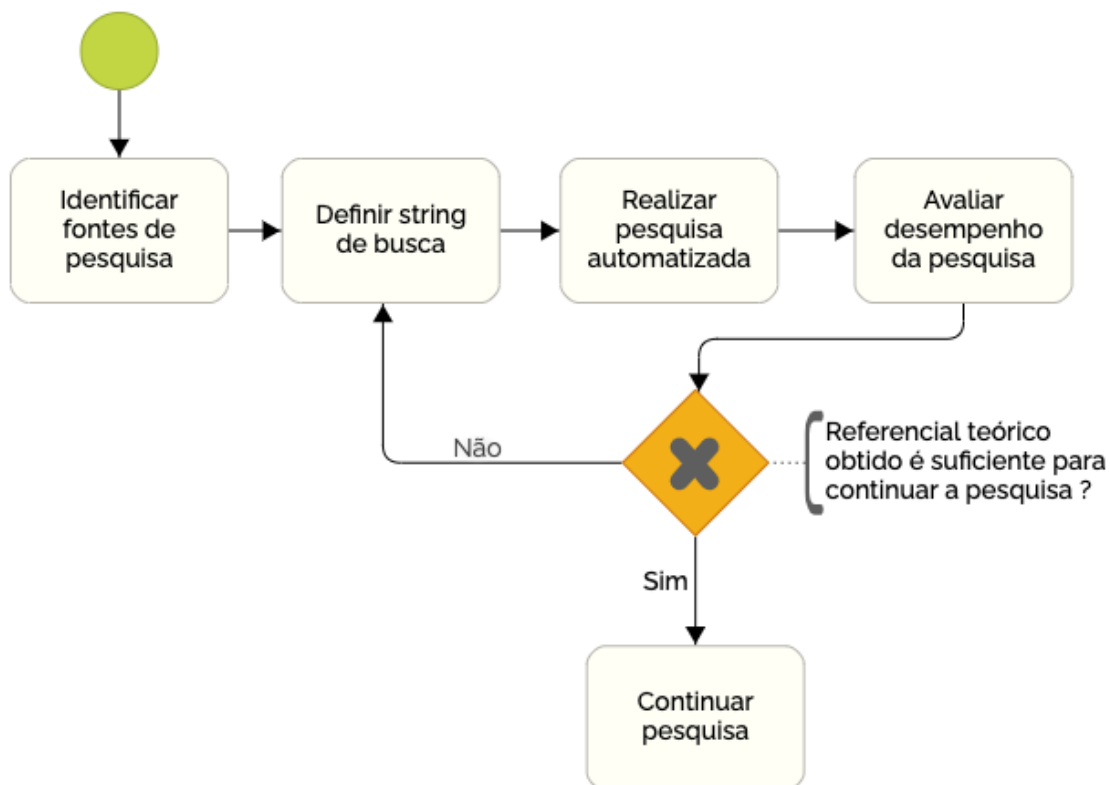 Identificar
fontes de
pesquisa
Definir string
de busca
Realizar
pesquisa
automatizada
Avaliar
desempenho
da pesquisa
Não
Referencial teórico
obtido é suficiente para
continuar a pesquisa ?
Sim
Continuar
pesquisa